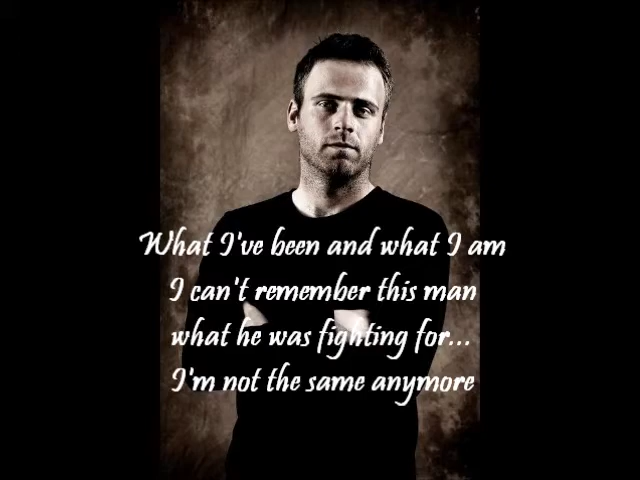 What I've been and what I am
I can't remember this man
what he was fighting for...
I'm not the same anymore